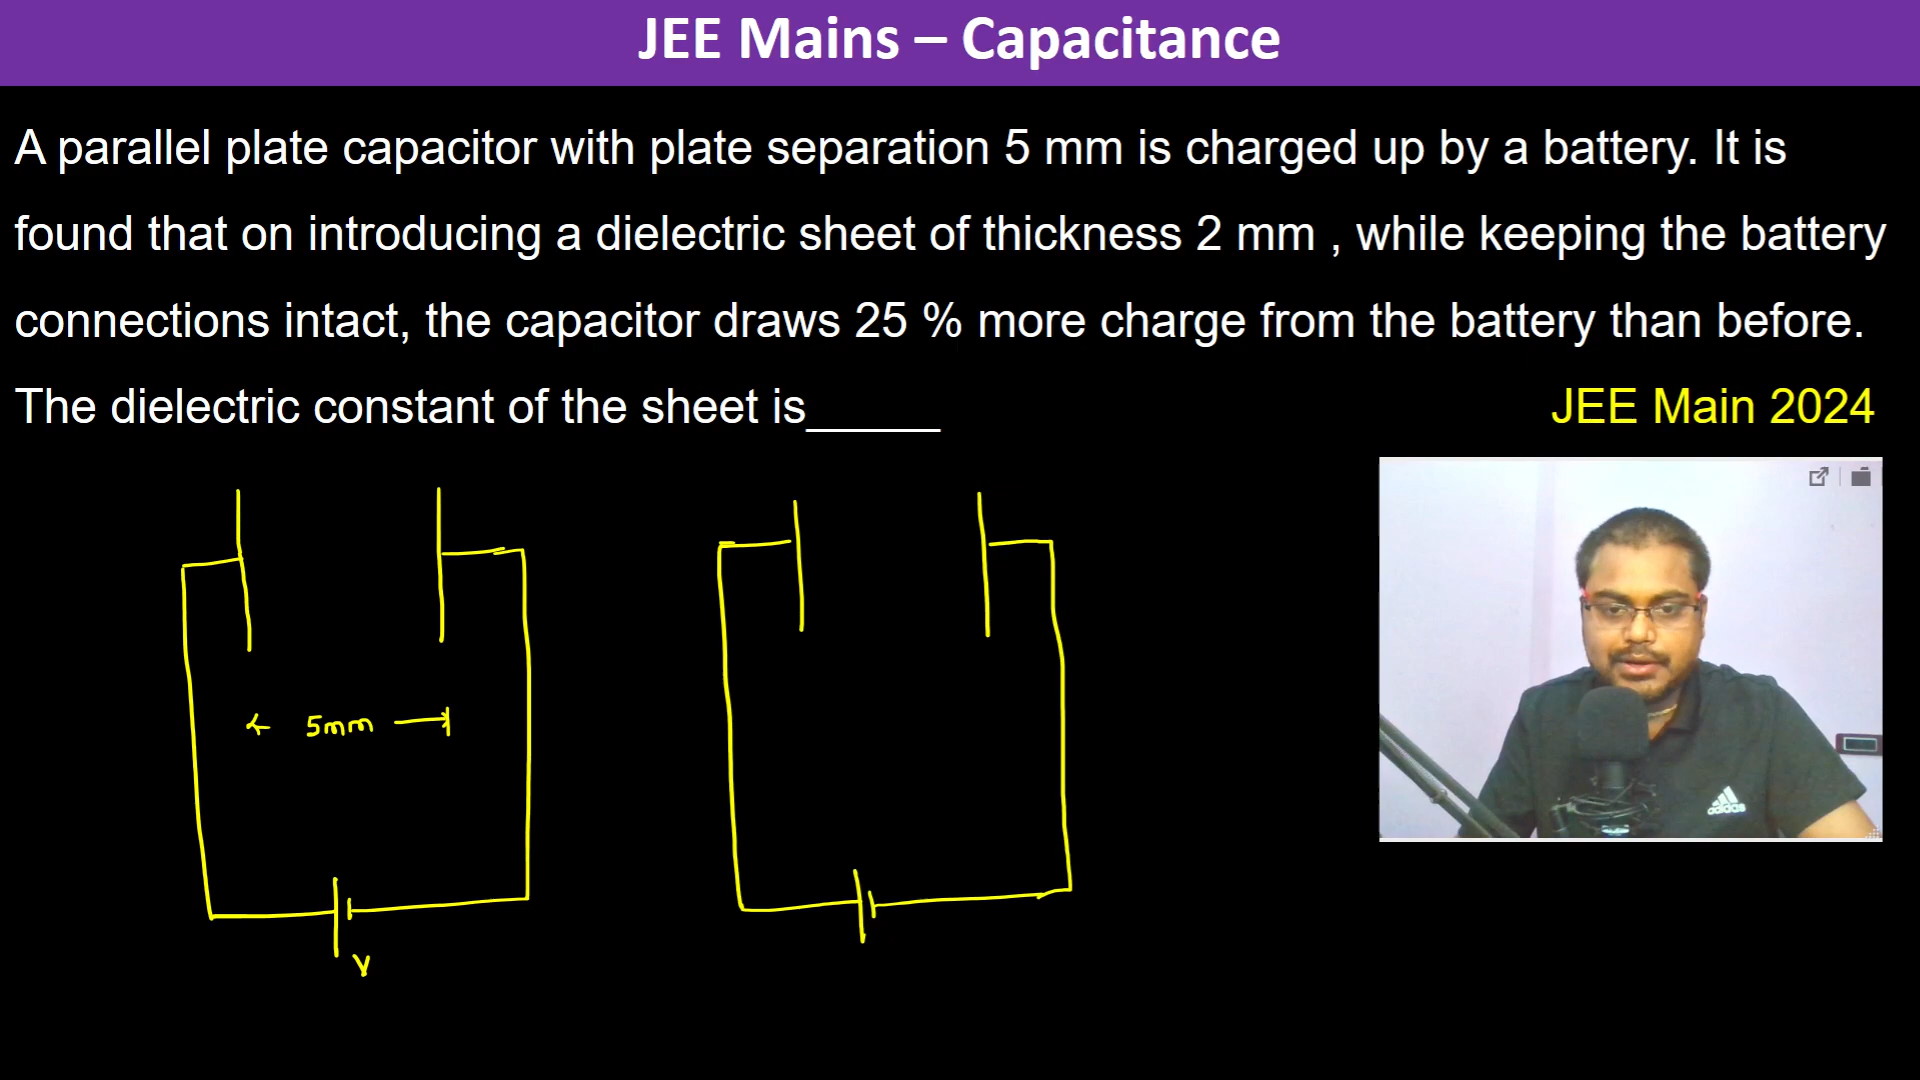 JEE Mains – Capacitance
A parallel plate capacitor with plate separation 5 mm is charged up by a battery. It is
found that on introducing a dielectric sheet of thickness 2 mm , while keeping the battery
connections intact, the capacitor draws 25 % more charge from the battery than before.
The dielectric constant of the sheet is______
JEE Main 2024
5mm
V
adidas